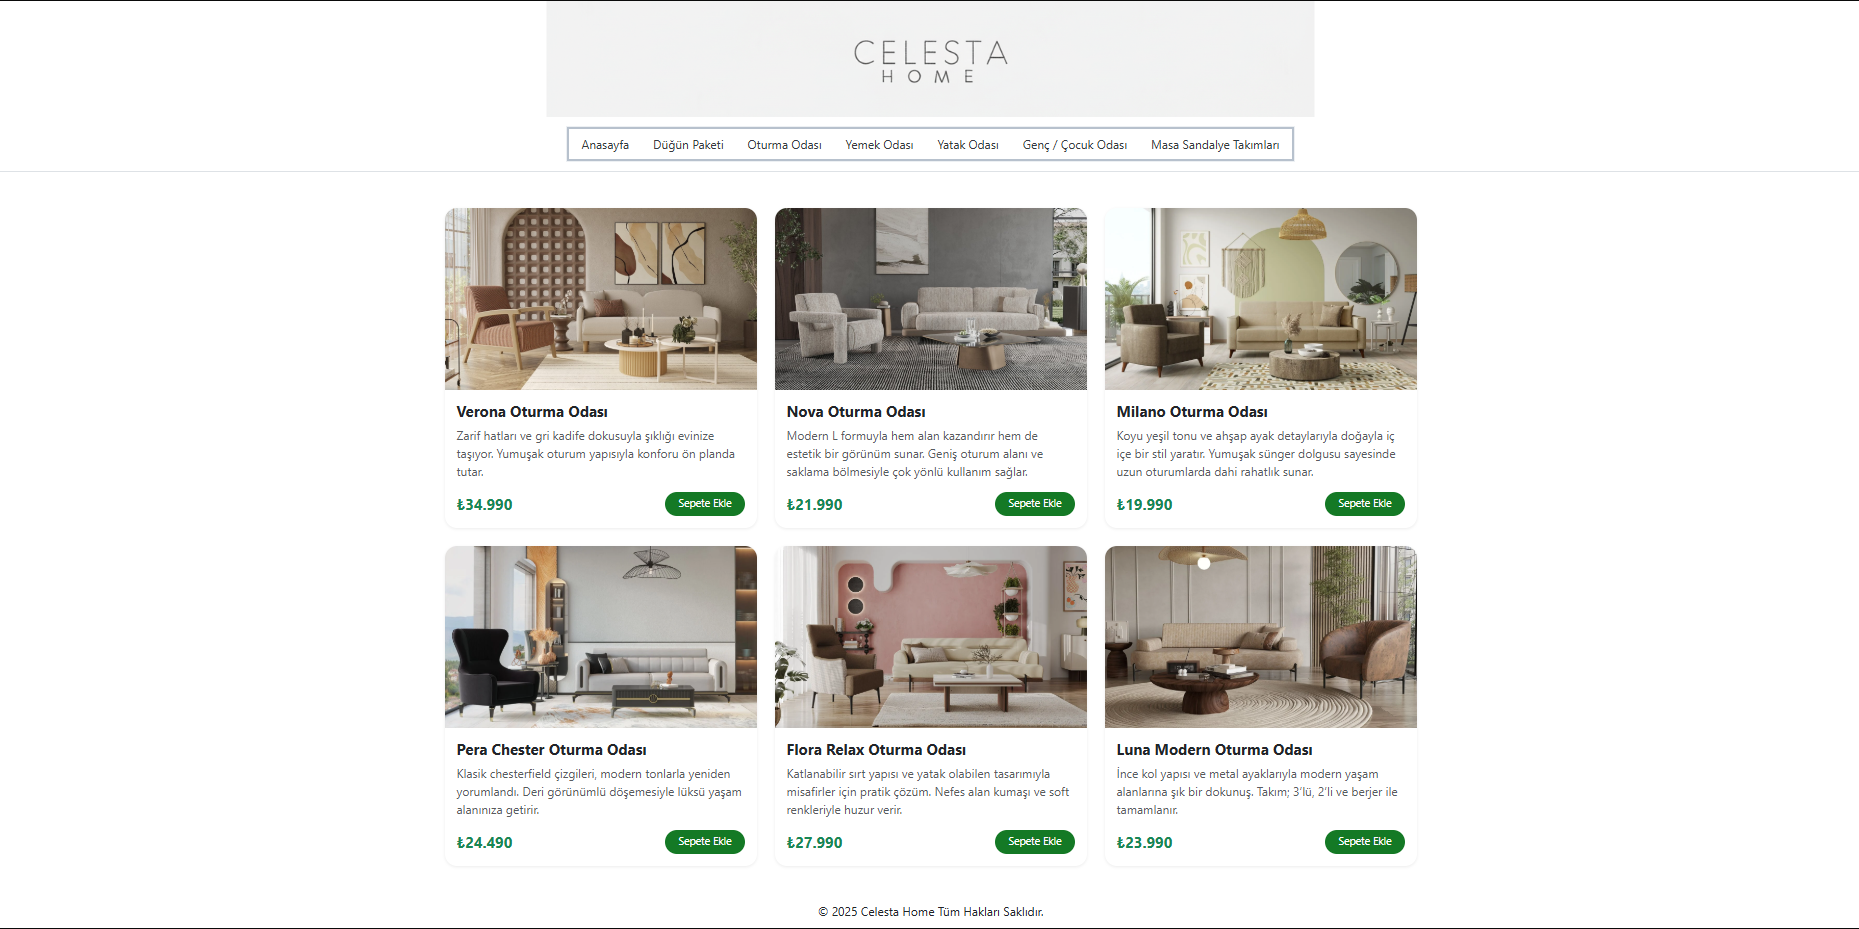 CELESTA
HOME
Anasayfa Düğün Paketi Oturma Odası Yemek Odası Yatak Odası Genç / Çocuk Odası Masa Sandalye Takımları
Verona Oturma Odası
Zarif hatları ve gri kadife dokusuyla şıklığı evinize
taşıyor. Yumuşak oturum yapısıyla konforu ön planda
tutar.
₺34.990 Sepete Ekle
Nova Oturma Odası
Modern L formuyla hem alan kazandırır hem de
estetik bir görünüm sunar. Geniş oturum alanı ve
saklama bölmesiyle çok yönlü kullanım sağlar.
₺21.990 Sepete Ekle
Milano Oturma Odası
Koyu yeşil tonu ve ahşap ayak detaylarıyla doğayla iç
içe bir stil yaratır. Yumuşak sünger dolgusu sayesinde
uzun oturumlarda dahi rahatlık sunar.
₺19.990 Sepete Ekle
Pera Chester Oturma Odası
Klasik chesterfield çizgileri, modern tonlarla yeniden
yorumlandı. Deri görünümlü döşemesiyle lüksü yaşam
alanınıza getirir.
₺24.490 Sepete Ekle
Flora Relax Oturma Odası
Katlanabilir sırt yapısı ve yatak olabilen tasarımıyla
misafirler için pratik çözüm. Nefes alan kumaşı ve soft
renkleriyle huzur verir.
₺27.990 Sepete Ekle
Luna Modern Oturma Odası
İnce kol yapısı ve metal ayaklarıyla modern yaşam
alanlarına şık bir dokunuş. Takım; 3'lü, 2'li ve berjer ile
tamamlanır.
₺23.990 Sepete Ekle
© 2025 Celesta Home Tüm Hakları Saklıdır.